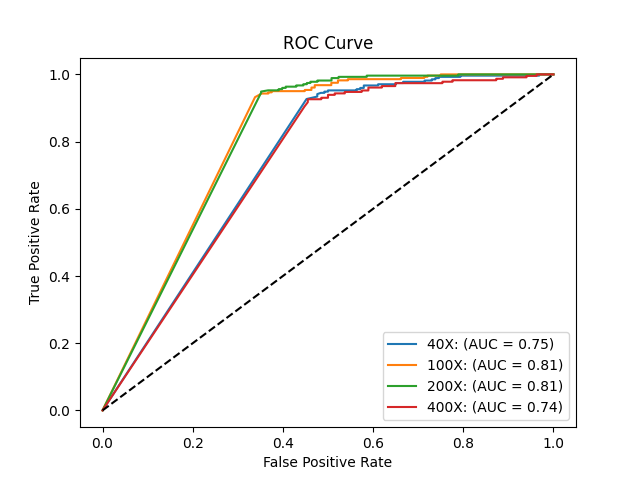 ROC Curve
True Positive Rate
1.0
0.8
0.6
0.4
0.2
0.0
40X: (AUC = 0.75)
100X: (AUC = 0.81)
200X: (AUC = 0.81)
400X: (AUC = 0.74)
0.0 0.2 0.4 0.6 0.8 1.0
False Positive Rate